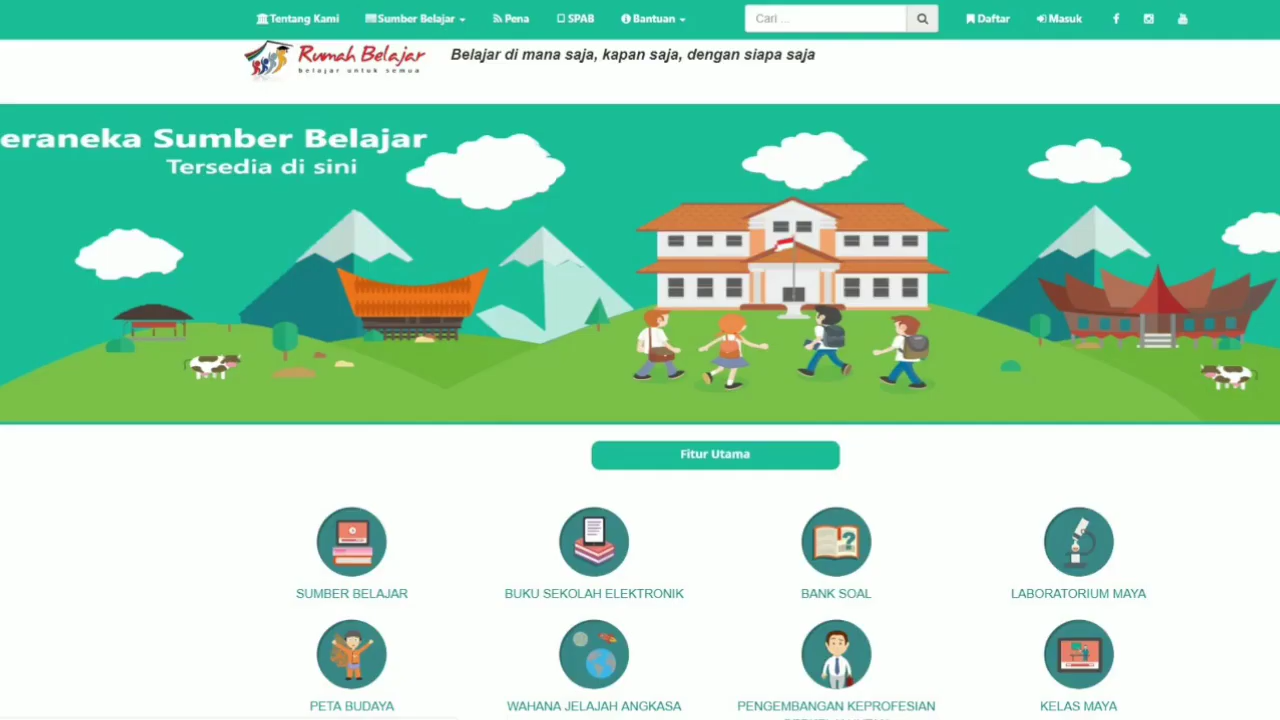 Tentang Kami Sumber Belajar Pena SPAB Bantuan Cari ... Daftar Masuk
Rumah Belajar
belajar untuk semua
Belajar di mana saja, kapan saja, dengan siapa saja
eraneka Sumber Belajar
Tersedia di sini
Fitur Utama
SUMBER BELAJAR
BUKU SEKOLAH ELEKTRONIK
BANK SOAL
LABORATORIUM MAYA
PETA BUDAYA
WAHANA JELAJAH ANGKASA
PENGEMBANGAN KEPROFESIAN
KELAS MAYA